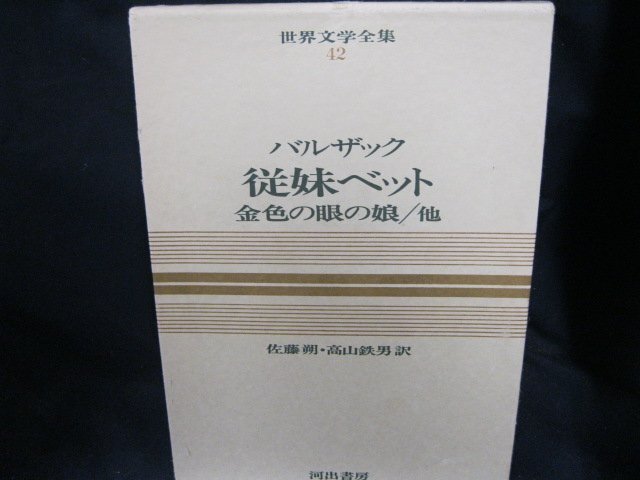 世界文学全集
42
バルザック
従妹ベット
金色の眼の娘/他
佐藤朔・高山鉄男訳
河出書房